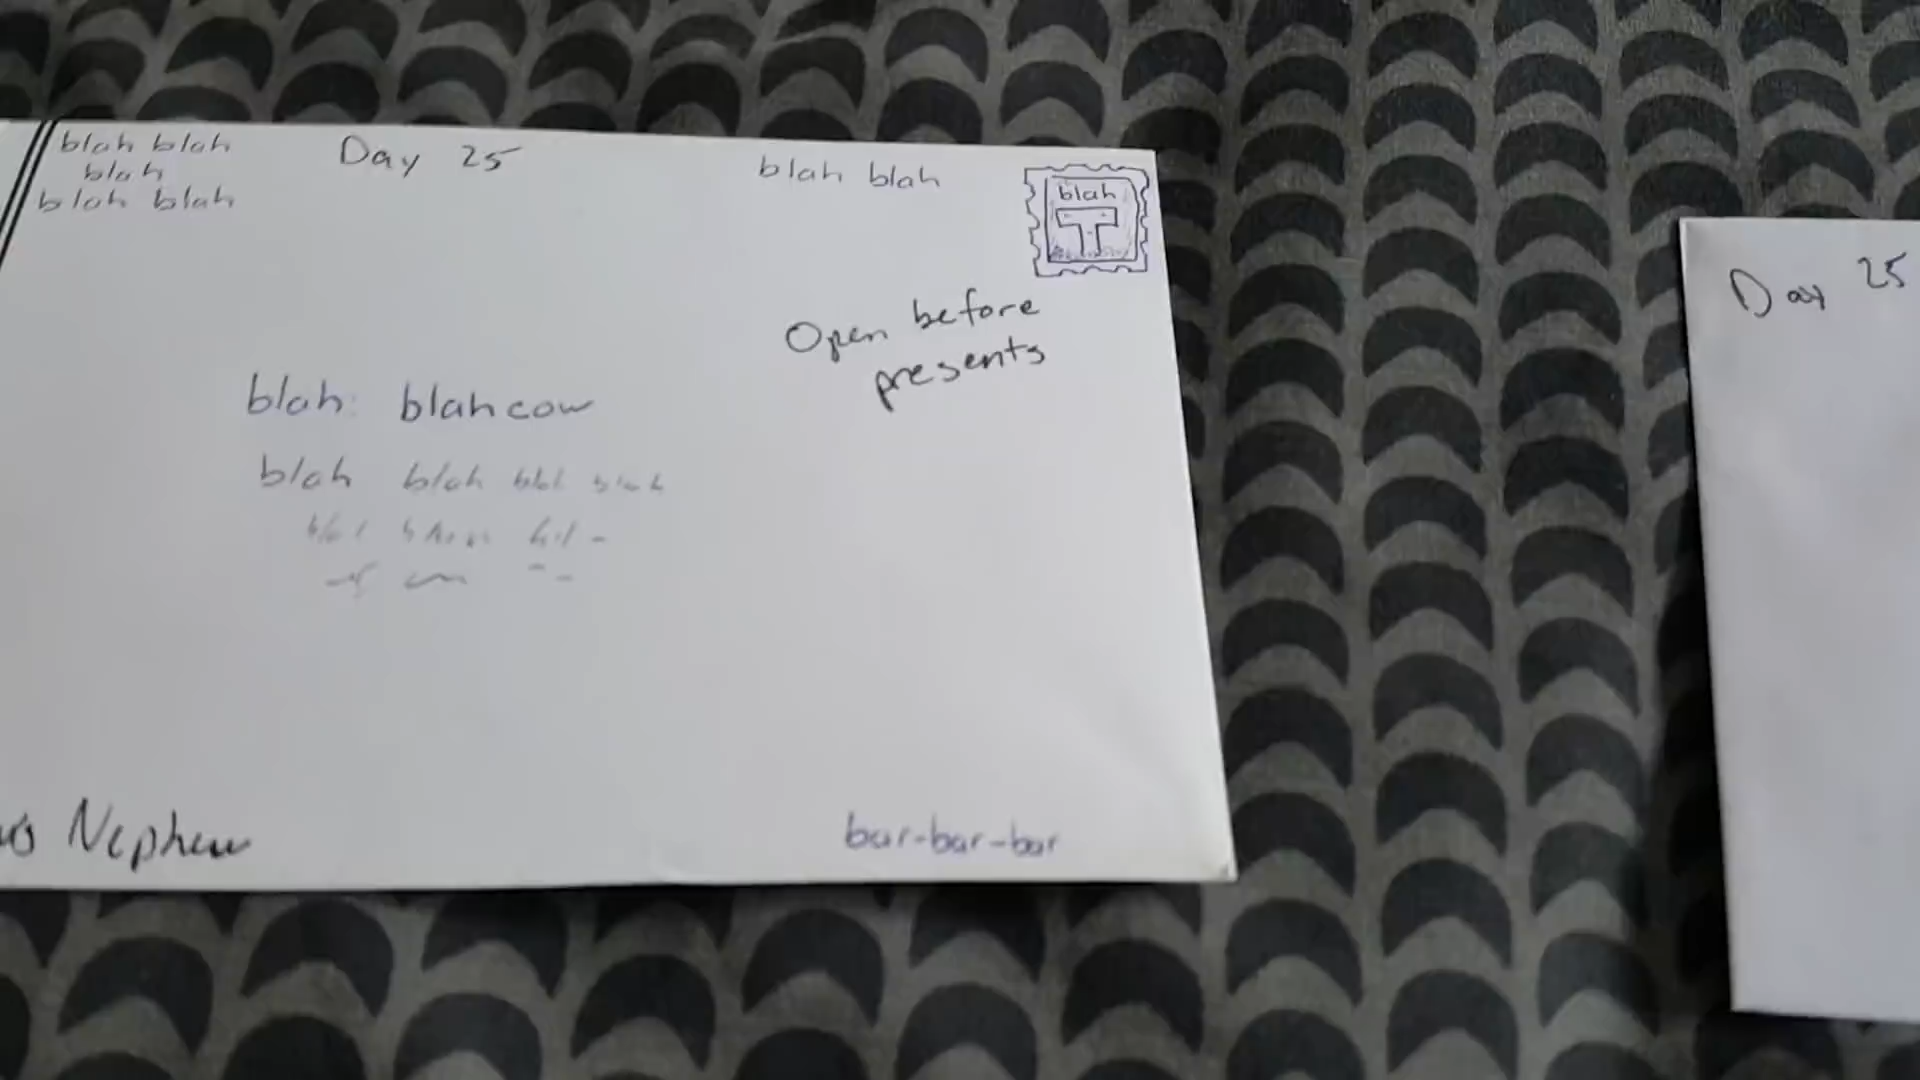 blah blah
blah
blah blah
Day 25
blah blah
blah
T
Open before
presents
blah: blahcow
blah blah blah
Nephew
bar-bar-bar
Day 25